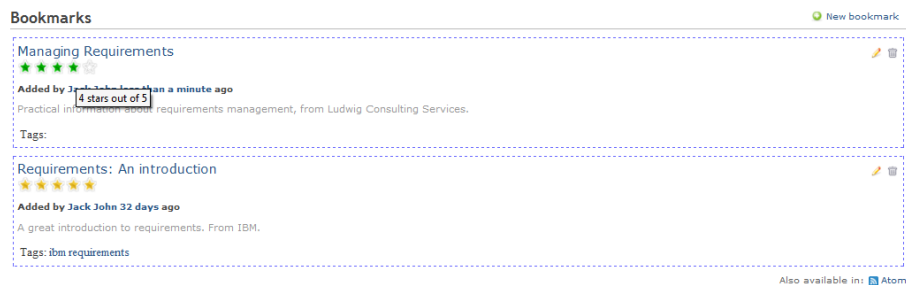 Bookmarks
New bookmark
Managing Requirements
Added by Jack John less than a minute ago
4 stars out of 5
Practical information about requirements management, from Ludwig Consulting Services.
Tags:
Requirements: An introduction
Added by Jack John 32 days ago
A great introduction to requirements. From IBM.
Tags: ibm requirements
Also available in: Atom